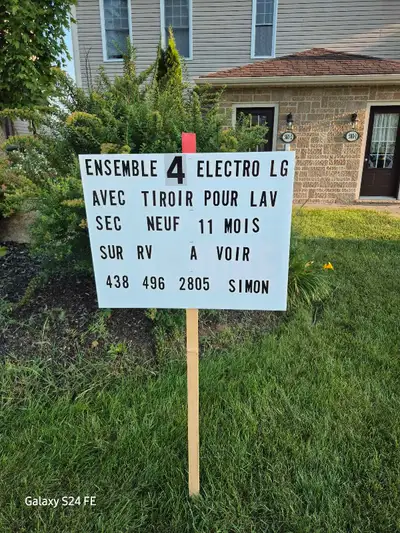 ENSEMBLE 4 ELECTRO LG
AVEC TIROIR POUR LAV
SEC NEUF 11 MOIS
SUR RV A VOIR
438 496 2805 SIMON
Galaxy S24 FE